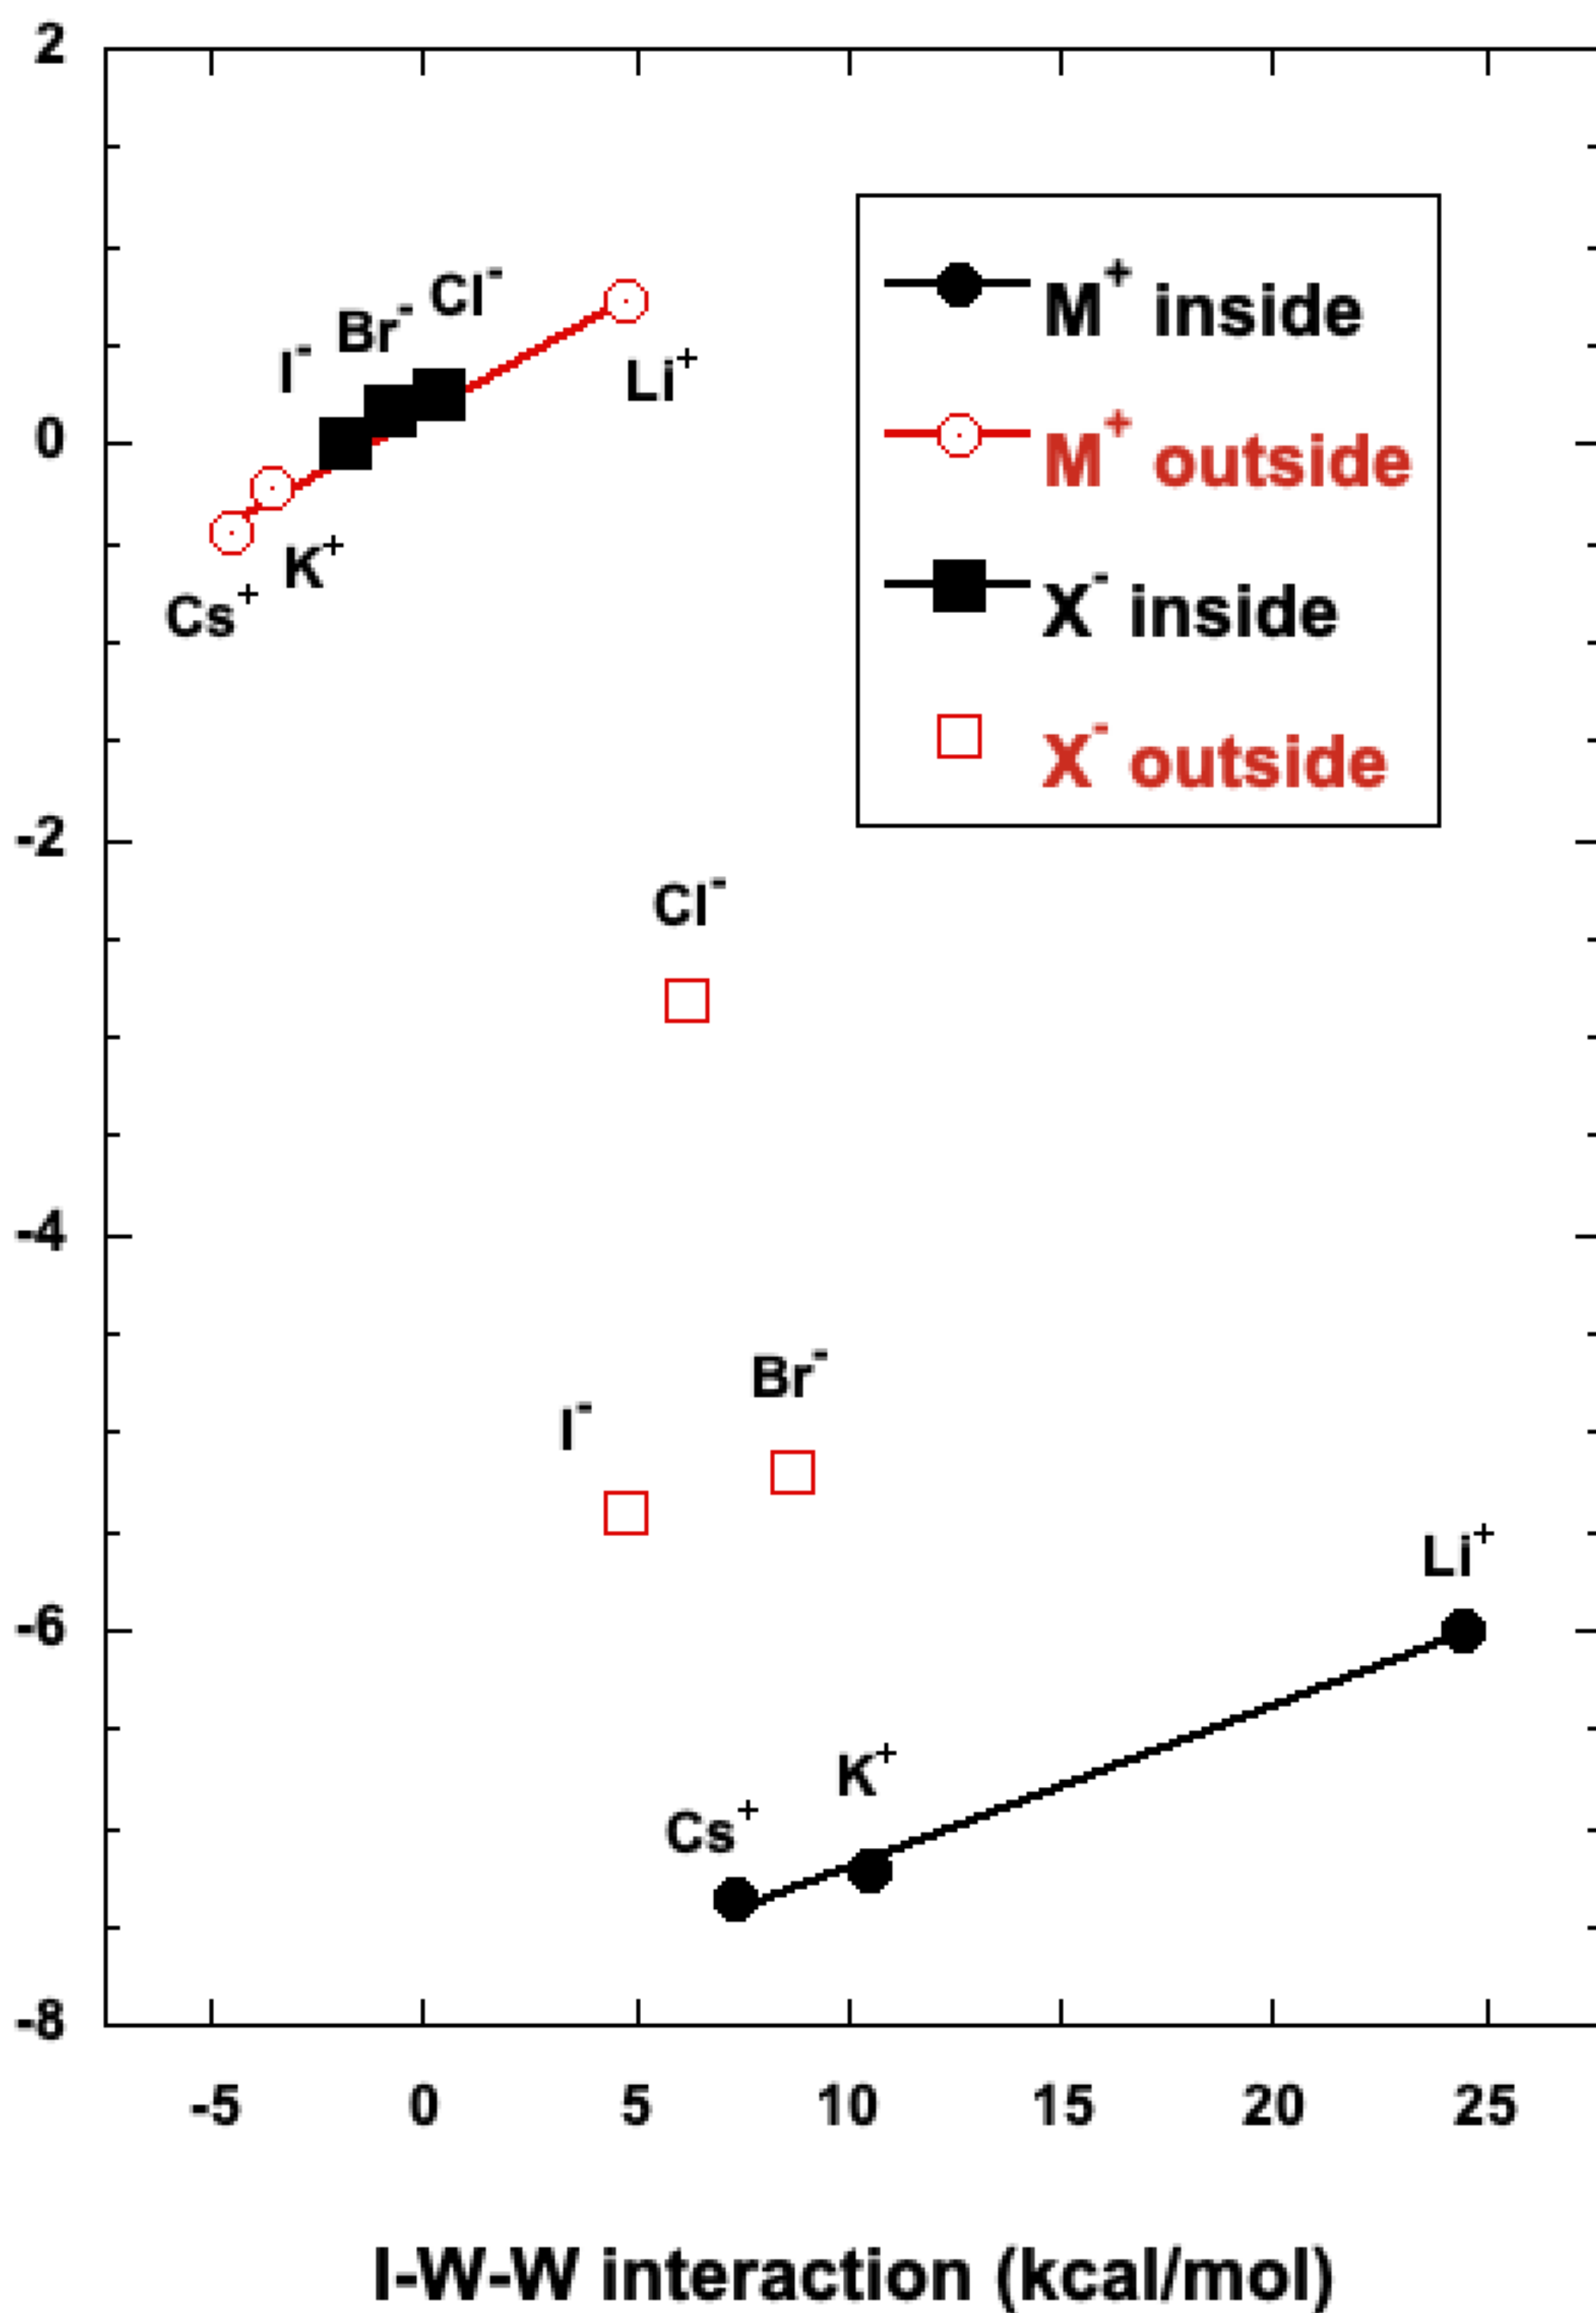 2
Cl⁻
Br⁻
I⁻
Li⁺
M⁺ inside
M⁺ outside
X⁻ inside
X⁻ outside
0
K⁺
Cs⁺
-2
Cl⁻
-4
Br⁻
I⁻
Li⁺
-6
K⁺
Cs⁺
-8
-5 0 5 10 15 20 25
I-W-W interaction (kcal/mol)